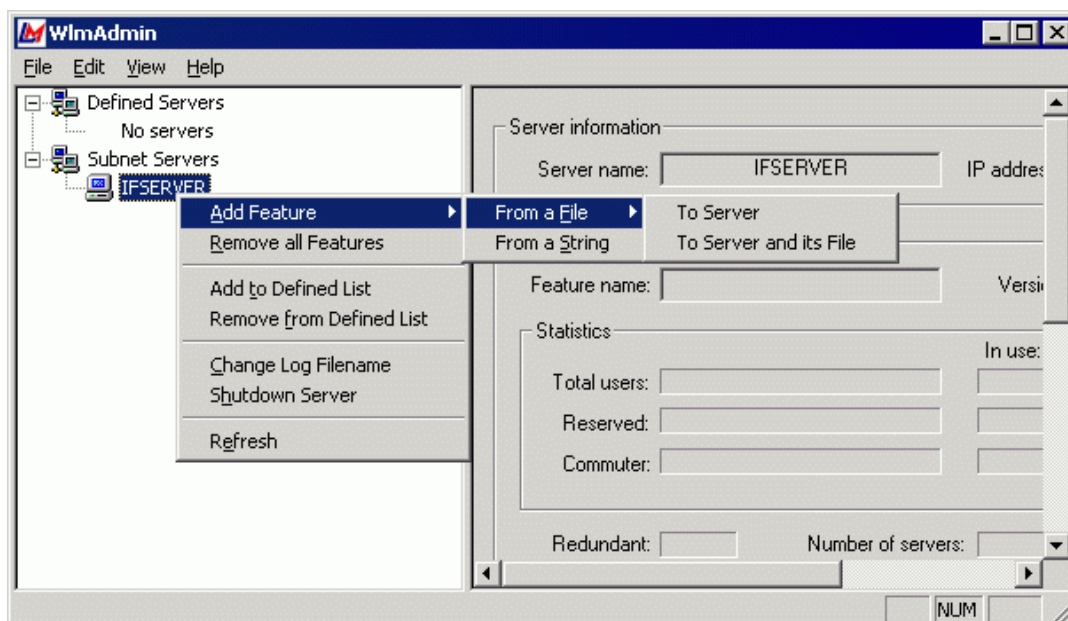 WlmAdmin
File Edit View Help
Defined Servers
No servers
Subnet Servers
IFSERVER
Add Feature
Remove all Features
Add to Defined List
Remove from Defined List
Change Log Filename
Shutdown Server
Refresh
From a File
From a String
To Server
To Server and its File
Server information
Server name: IFSERVER IP addres
Feature name: Versi
Statistics
In use:
Total users:
Reserved:
Commuter:
Redundant: Number of servers:
NUM